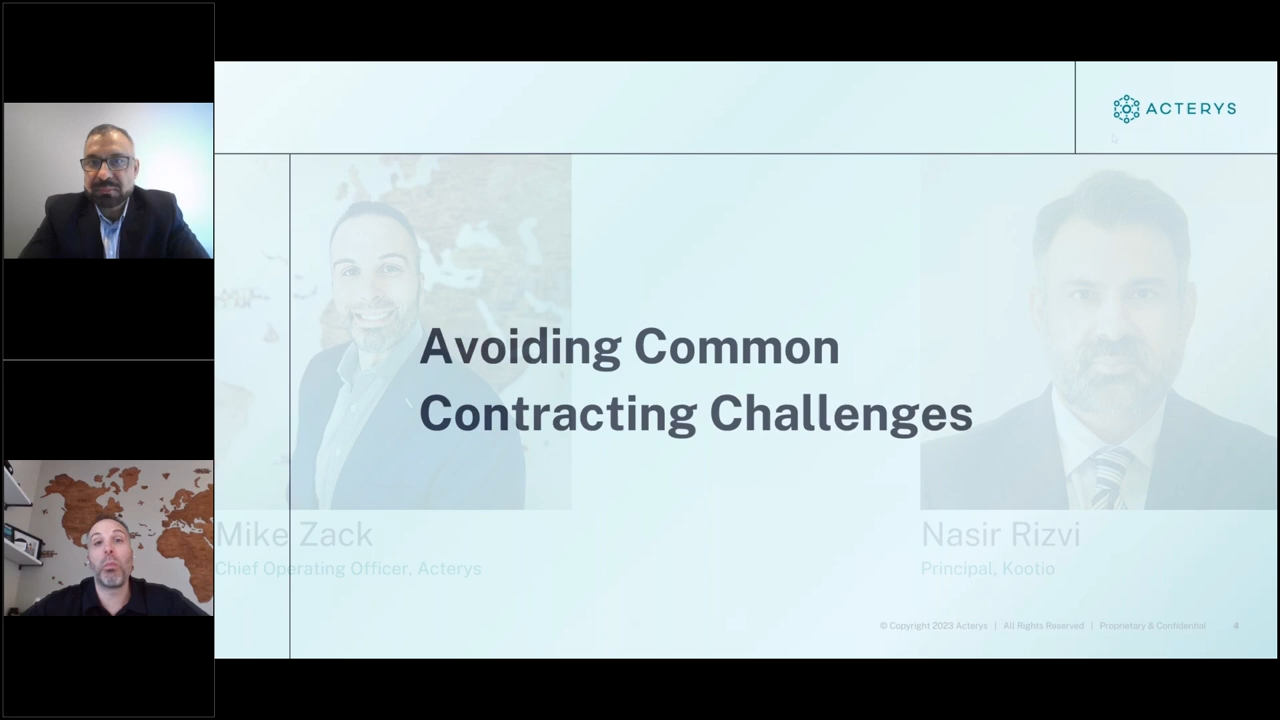 ACTERYS
Avoiding Common
Contracting Challenges
Mike Zack
Chief Operating Officer, Acterys
Nasir Rizvi
Principal, Kootio
© Copyright 2023 Acterys | All Rights Reserved | Proprietary & Confidential 4